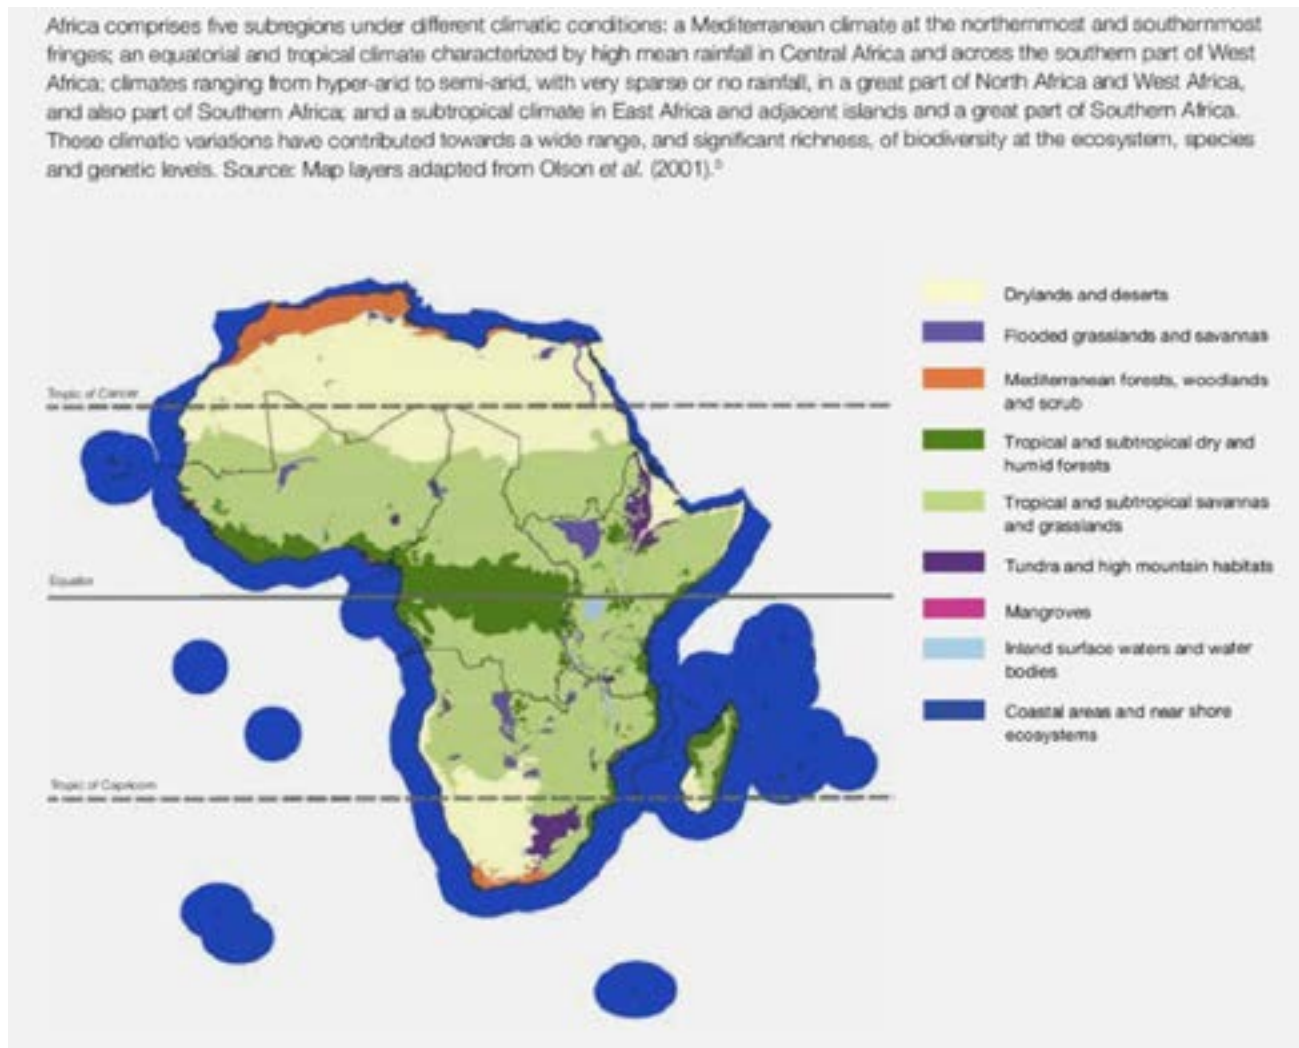 Africa comprises five subregions under different climatic conditions: a Mediterranean climate at the northernmost and southernmost
fringes; an equatorial and tropical climate characterized by high mean rainfall in Central Africa and across the southern part of West
Africa; climates ranging from hyper-arid to semi-arid, with very sparse or no rainfall, in a great part of North Africa and West Africa,
and also part of Southern Africa; and a subtropical climate in East Africa and adjacent islands and a great part of Southern Africa.
These climatic variations have contributed towards a wide range, and significant richness, of biodiversity at the ecosystem, species
and genetic levels. Source: Map layers adapted from Olson et al. (2001).⁵
Drylands and deserts
Flooded grasslands and savannas
Mediterranean forests, woodlands
and scrub
Tropic of Cancer
Tropical and subtropical dry and
humid forests
Tropical and subtropical savannas
and grasslands
Tundra and high mountain habitats
Equator
Mangroves
Inland surface waters and water
bodies
Coastal areas and near shore
ecosystems
Tropic of Capricorn